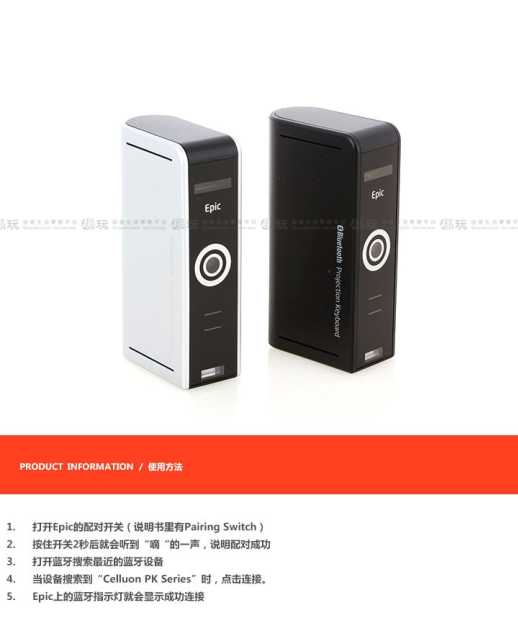 Epic
Epic
Bluetooth Projection Keyboard
PRODUCT INFORMATION / 使用方法
1. 打开Epic的配对开关（说明书里有Pairing Switch）
2. 按住开关2秒后就会听到“嘀“的一声，说明配对成功
3. 打开蓝牙搜索最近的蓝牙设备
4. 当设备搜索到“Celluon PK Series”时，点击连接。
5. Epic上的蓝牙指示灯就会显示成功连接